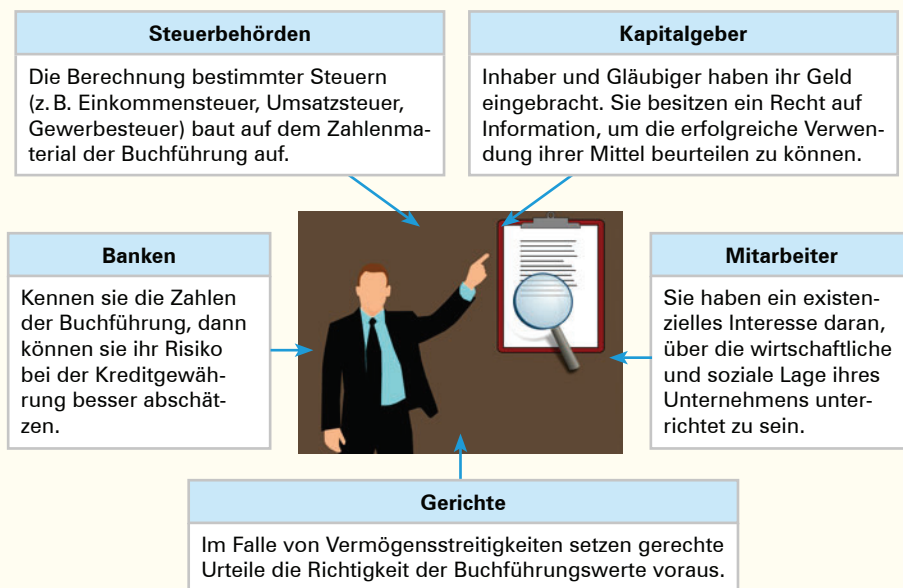 Steuerbehörden
Die Berechnung bestimmter Steuern
(z. B. Einkommensteuer, Umsatzsteuer,
Gewerbesteuer) baut auf dem Zahlenma-
terial der Buchführung auf.
Kapitalgeber
Inhaber und Gläubiger haben ihr Geld
eingebracht. Sie besitzen ein Recht auf
Information, um die erfolgreiche Verwen-
dung ihrer Mittel beurteilen zu können.
Banken
Kennen sie die Zahlen
der Buchführung, dann
können sie ihr Risiko
bei der Kreditgewäh-
rung besser abschät-
zen.
Mitarbeiter
Sie haben ein existen-
zielles Interesse daran,
über die wirtschaftliche
und soziale Lage ihres
Unternehmens unter-
richtet zu sein.
Gerichte
Im Falle von Vermögensstreitigkeiten setzen gerechte
Urteile die Richtigkeit der Buchführungswerte voraus.